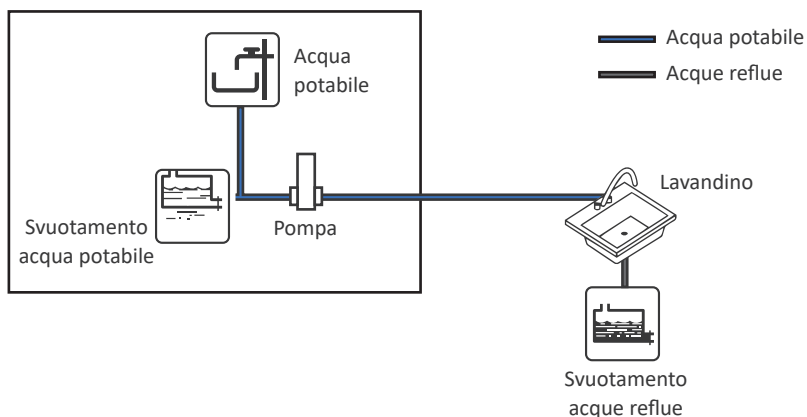 Acqua
potabile
Svuotamento
acqua potabile
Pompa
Acqua potabile
Acque reflue
Lavandino
Svuotamento
acque reflue